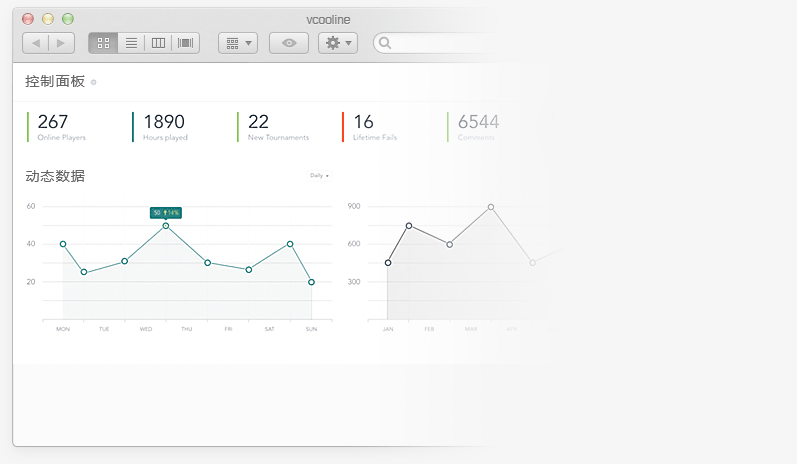 vcooline
控制面板
267 1890 22 16 6544
Online Players Hours played New Tournaments Lifetime Fails Comments
动态数据
Daily
60 900
50 14%
40 600
20 300
MON TUE WED THU FRI SAT SUN JAN FEB MAR APR